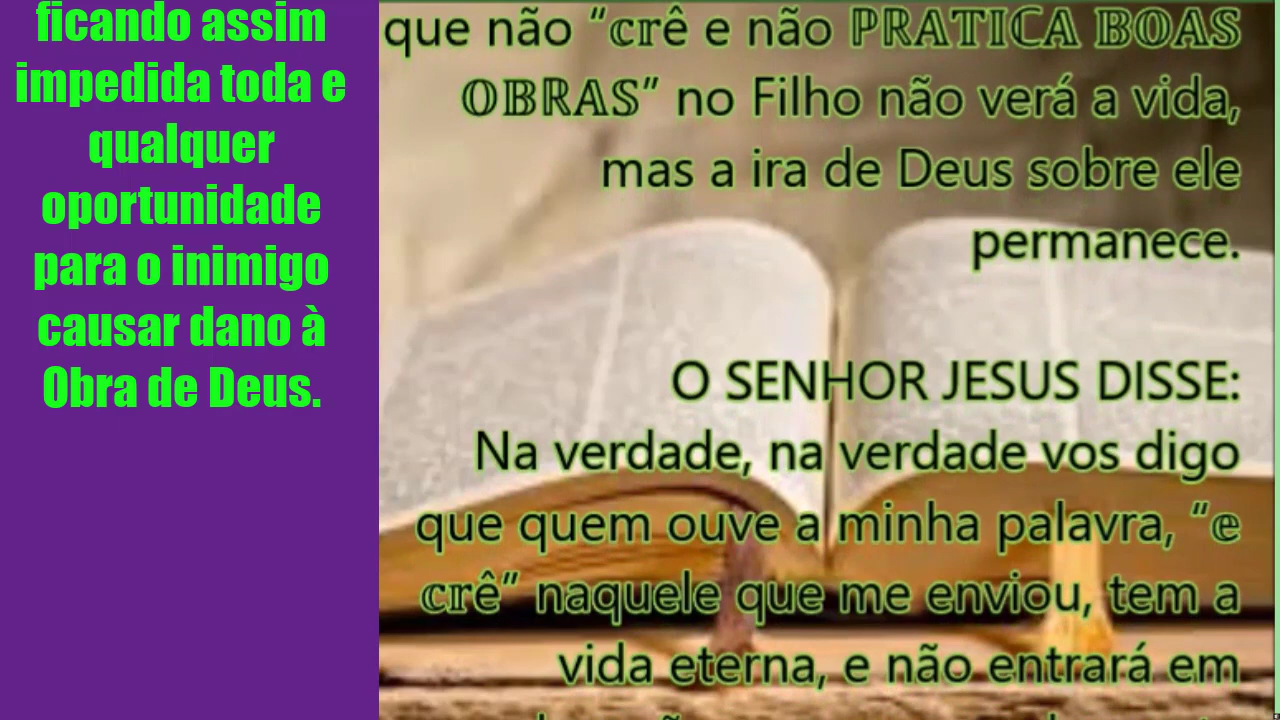 ficando assim
impedida toda e
qualquer
oportunidade
para o inimigo
causar dano à
Obra de Deus.
que não “𝕔𝕣ê e não ℙℝ𝔸𝕋𝕀ℂ𝔸 𝔹𝕆𝔸𝕊
𝕆𝔹ℝ𝔸𝕊” no Filho não verá a vida,
mas a ira de Deus sobre ele
permanece.
O SENHOR JESUS DISSE:
Na verdade, na verdade vos digo
que quem ouve a minha palavra, “𝕖
𝕔𝕣ê” naquele que me enviou, tem a
vida eterna, e não entrará em